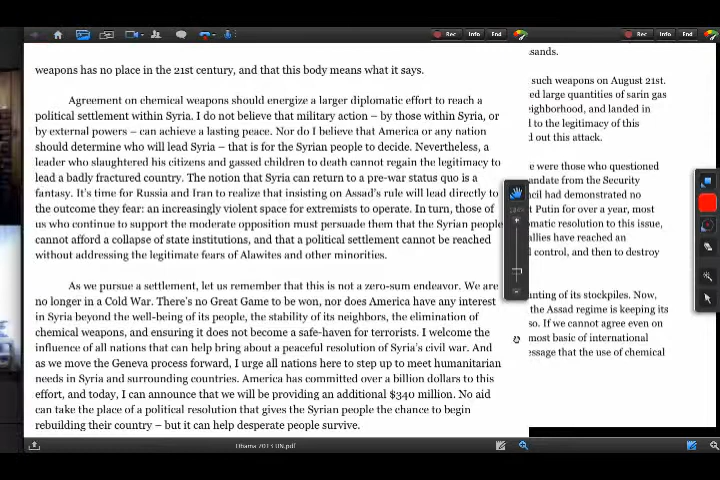 Rec Info End
Rec Info End
weapons has no place in the 21st century, and that this body means what it says.
Agreement on chemical weapons should energize a larger diplomatic effort to reach a
political settlement within Syria. I do not believe that military action – by those within Syria, or
by external powers – can achieve a lasting peace. Nor do I believe that America or any nation
should determine who will lead Syria – that is for the Syrian people to decide. Nevertheless, a
leader who slaughtered his citizens and gassed children to death cannot regain the legitimacy to
lead a badly fractured country. The notion that Syria can return to a pre-war status quo is a
fantasy. It's time for Russia and Iran to realize that insisting on Assad's rule will lead directly to
the outcome they fear: an increasingly violent space for extremists to operate. In turn, those of
us who continue to support the moderate opposition must persuade them that the Syrian people
cannot afford a collapse of state institutions, and that a political settlement cannot be reached
without addressing the legitimate fears of Alawites and other minorities.
As we pursue a settlement, let us remember that this is not a zero-sum endeavor. We are
no longer in a Cold War. There's no Great Game to be won, nor does America have any interest
in Syria beyond the well-being of its people, the stability of its neighbors, the elimination of
chemical weapons, and ensuring it does not become a safe-haven for terrorists. I welcome the
influence of all nations that can help bring about a peaceful resolution of Syria's civil war. And
as we move the Geneva process forward, I urge all nations here to step up to meet humanitarian
needs in Syria and surrounding countries. America has committed over a billion dollars to this
effort, and today, I can announce that we will be providing an additional $340 million. No aid
can take the place of a political resolution that gives the Syrian people the chance to begin
rebuilding their country – but it can help desperate people survive.
sands.
such weapons on August 21st.
ed large quantities of sarin gas
eighborhood, and landed in
d to the legitimacy of this
d out this attack.
e were those who questioned
andate from the Security
cil had demonstrated no
t Putin for over a year, most
omatic resolution to this issue,
allies have reached an
l control, and then to destroy
unting of its stockpiles. Now,
the Assad regime is keeping its
so. If we cannot agree even on
most basic of international
essage that the use of chemical
Obama 2013 UN.pdf